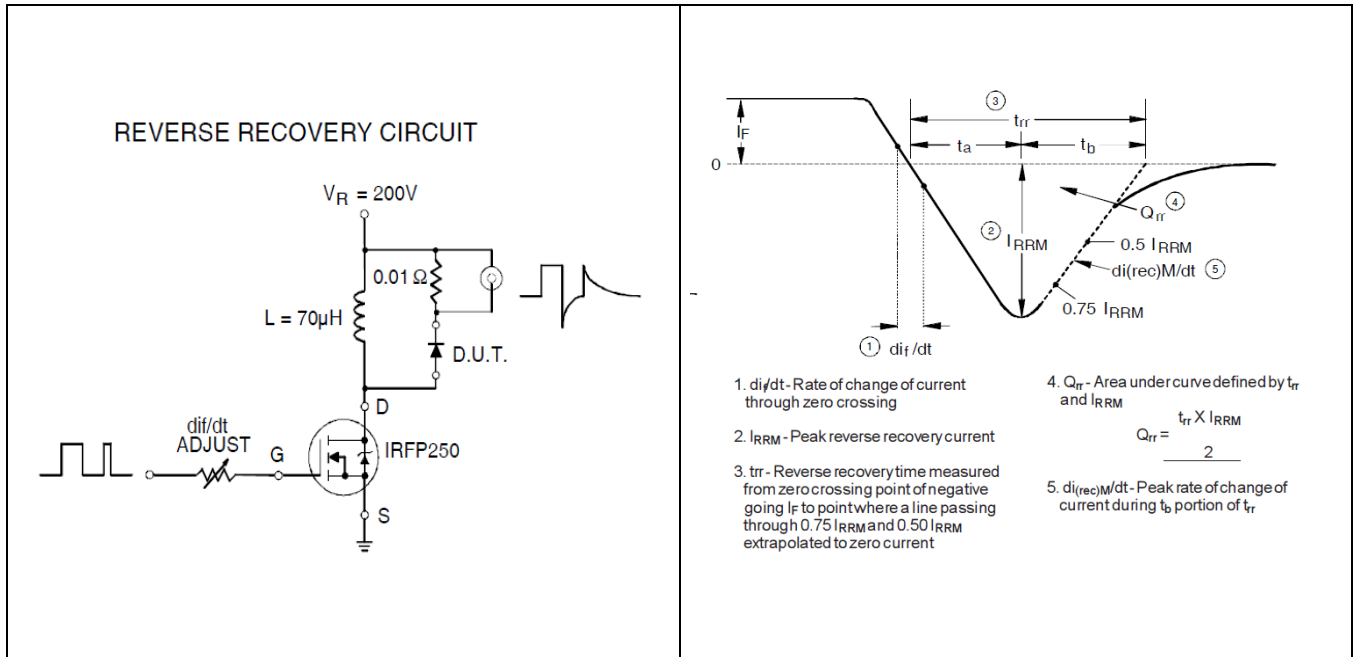 REVERSE RECOVERY CIRCUIT
VR = 200V
0.01 Ω
L = 70µH
D.U.T.
D
dif/dt
ADJUST
G
IRFP250
S
3
trr
IF
ta
tb
0
Qrr 4
2 IRRM
0.5 IRRM
di(rec)M/dt 5
0.75 IRRM
1 dif/dt
1. dif/dt - Rate of change of current
through zero crossing
2. IRRM - Peak reverse recovery current
3. trr - Reverse recovery time measured
from zero crossing point of negative
going IF to point where a line passing
through 0.75 IRRM and 0.50 IRRM
extrapolated to zero current
4. Qrr - Area under curve defined by trr
and IRRM
trr X IRRM
Qrr =
2
5. di(rec)M/dt - Peak rate of change of
current during tb portion of trr